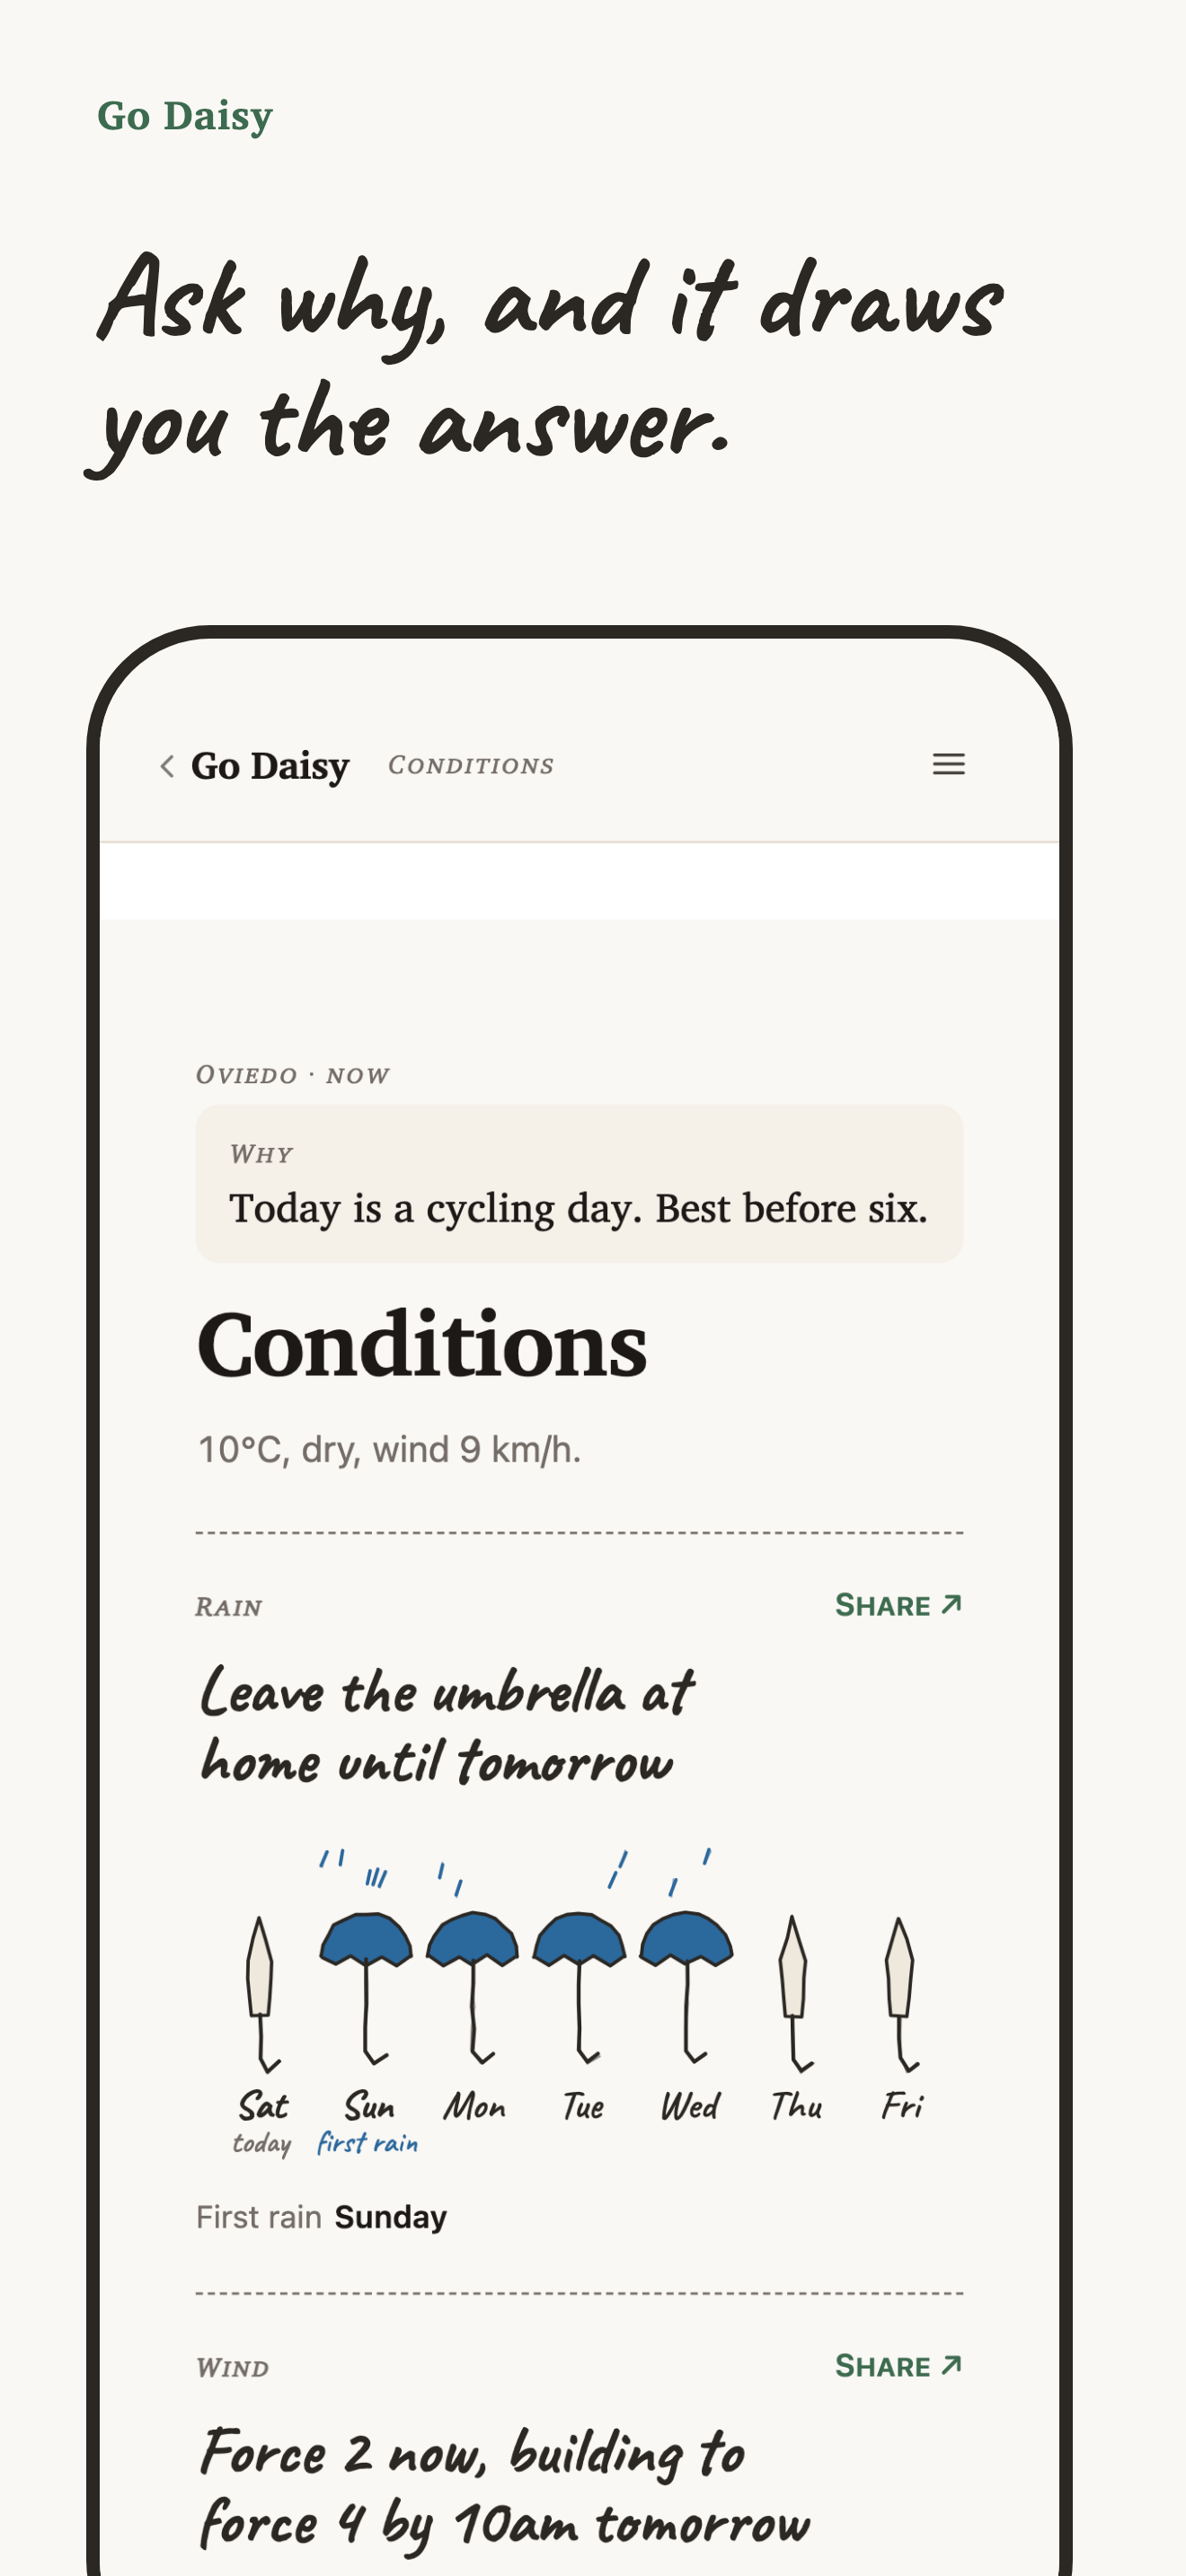 Go Daisy
Ask why, and it draws
you the answer.
Go Daisy Conditions
Oviedo · now
Why
Today is a cycling day. Best before six.
Conditions
10°C, dry, wind 9 km/h.
Rain Share ↗
Leave the umbrella at
home until tomorrow
Sat Sun Mon Tue Wed Thu Fri
today first rain
First rain Sunday
Wind Share ↗
Force 2 now, building to
force 4 by 10am tomorrow